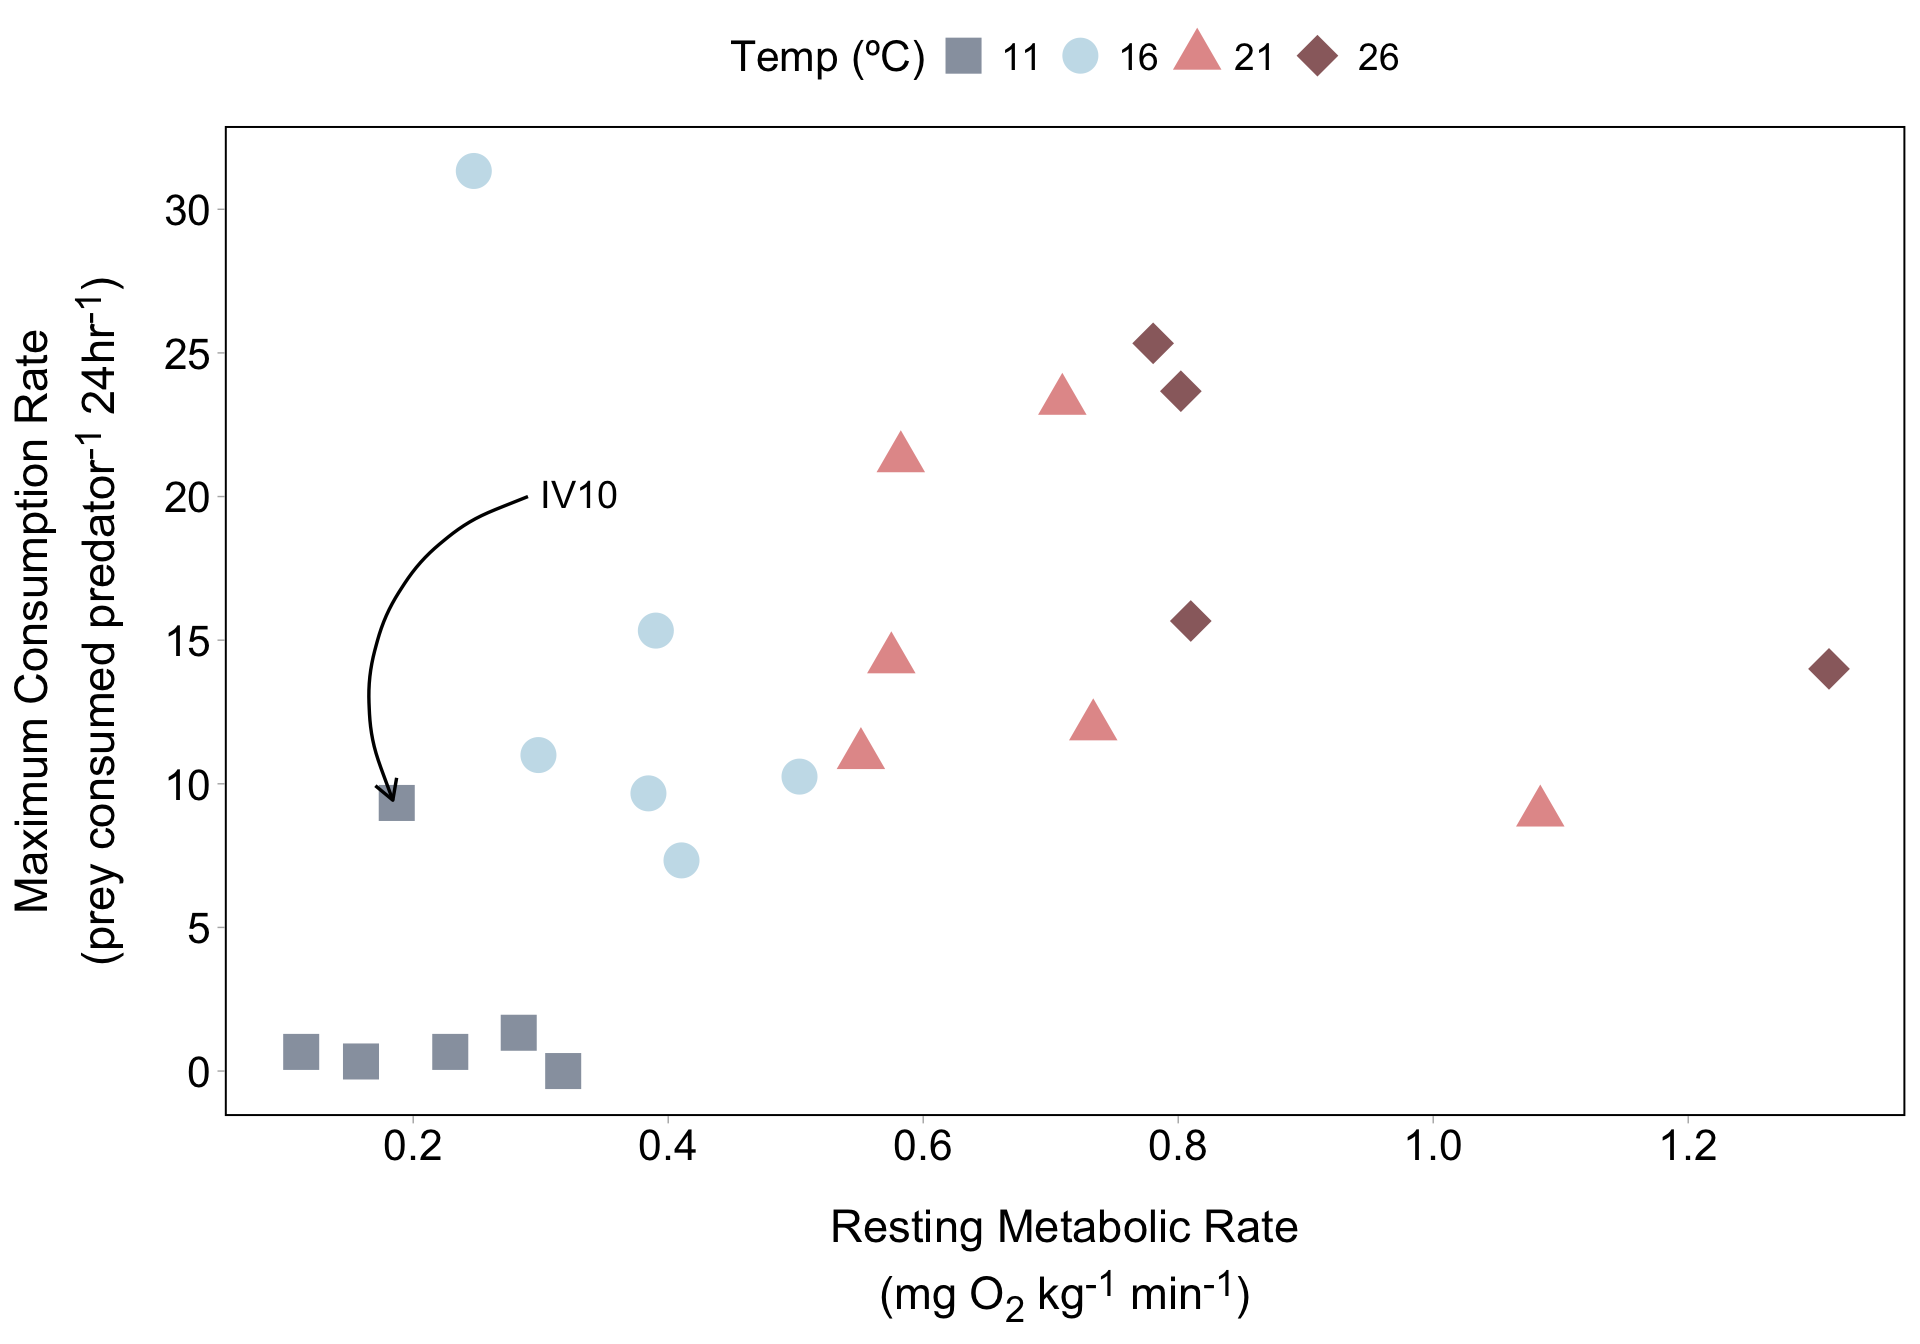 Temp (ºC) 11 16 21 26
Maximum Consumption Rate
(prey consumed predator-1 24hr-1)
30
25
20
15
10
5
0
IV10
0.2 0.4 0.6 0.8 1.0 1.2
Resting Metabolic Rate
(mg O2 kg-1 min-1)